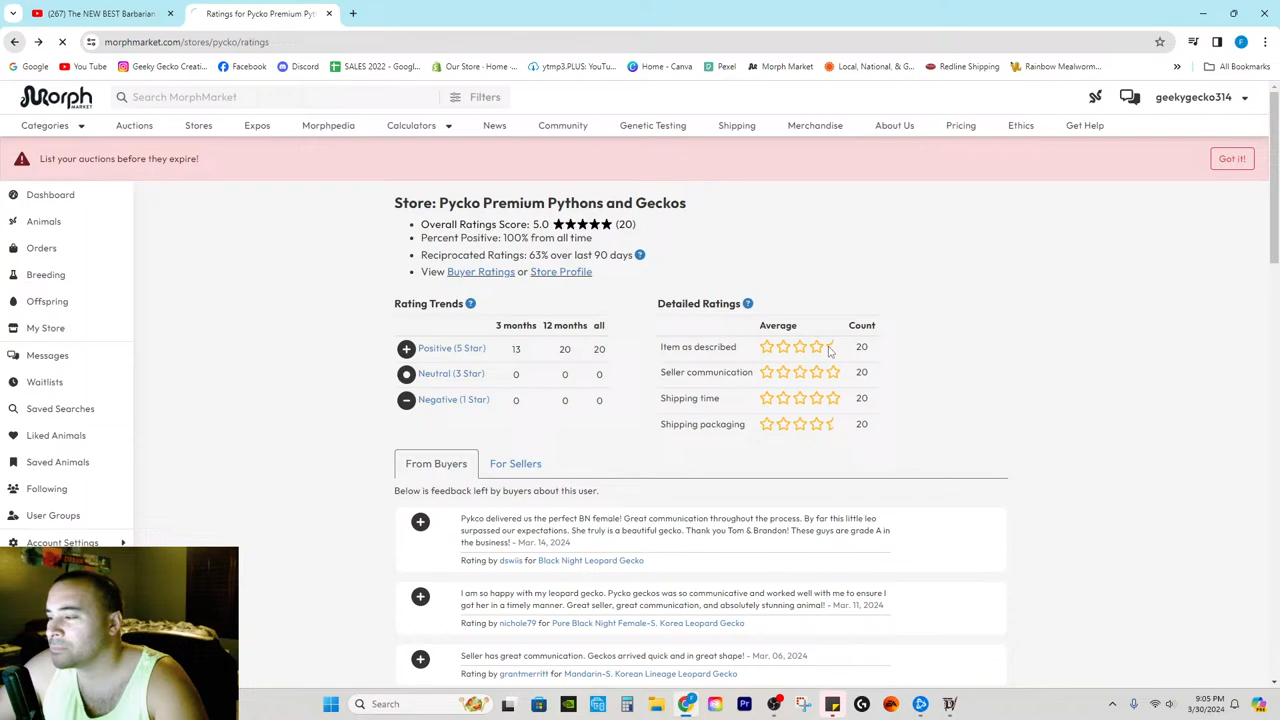 (267) The NEW BEST Barbarian
Ratings for Pycko Premium Pyth
morphmarket.com/stores/pycko/ratings
Google
You Tube
Geeky Gecko Creati...
Facebook
Discord
SALES 2022 - Googl...
Our Store - Home -...
ytmp3.PLUS: YouTu...
Home - Canva
Pexel
Morph Market
Local, National, & G...
Redline Shipping
Rainbow Mealworm...
All Bookmarks
Morph MARKET
Search MorphMarket
Filters
geekygecko314
Categories
Auctions
Stores
Expos
Morphpedia
Calculators
News
Community
Genetic Testing
Shipping
Merchandise
About Us
Pricing
Ethics
Get Help
List your auctions before they expire!
Got it!
Dashboard
Animals
Orders
Breeding
Offspring
My Store
Messages
Waitlists
Saved Searches
Liked Animals
Saved Animals
Following
User Groups
Account Settings
Store: Pycko Premium Pythons and Geckos
Overall Ratings Score: 5.0 ★★★★★ (20)
Percent Positive: 100% from all time
Reciprocated Ratings: 63% over last 90 days
View Buyer Ratings or Store Profile
Rating Trends
3 months 12 months all
Positive (5 Star) 13 20 20
Neutral (3 Star) 0 0 0
Negative (1 Star) 0 0 0
Detailed Ratings
Average Count
Item as described 20
Seller communication 20
Shipping time 20
Shipping packaging 20
From Buyers
For Sellers
Below is feedback left by buyers about this user.
Pykco delivered us the perfect BN female! Great communication throughout the process. By far this little leo
surpassed our expectations. She truly is a beautiful gecko. Thank you Tom & Brandon! These guys are grade A in
the business! - Mar. 14, 2024
Rating by dswiis for Black Night Leopard Gecko
I am so happy with my leopard gecko. Pycko geckos was so communicative and worked well with me to ensure I
got her in a timely manner. Great seller, great communication, and absolutely stunning animal! - Mar. 11, 2024
Rating by nichole79 for Pure Black Night Female-S. Korea Leopard Gecko
Seller has great communication. Geckos arrived quick and in great shape! - Mar. 06, 2024
Rating by grantmerritt for Mandarin-S. Korean Lineage Leopard Gecko
Search
9:05 PM
3/30/2024